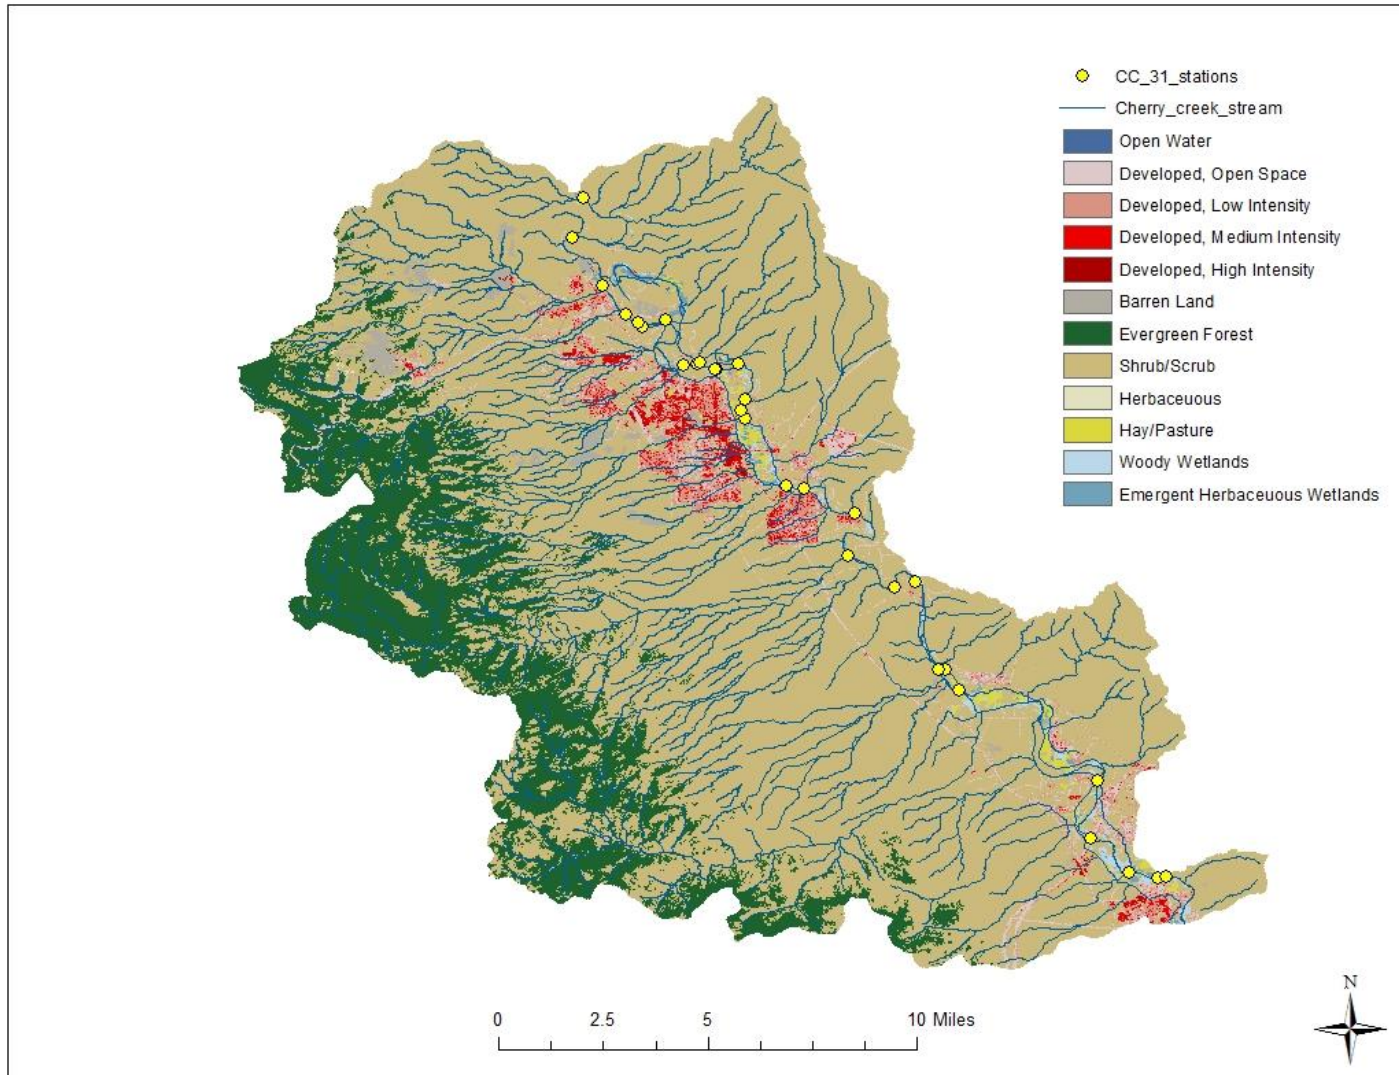 CC_31_stations
Cherry_creek_stream
Open Water
Developed, Open Space
Developed, Low Intensity
Developed, Medium Intensity
Developed, High Intensity
Barren Land
Evergreen Forest
Shrub/Scrub
Herbaceuous
Hay/Pasture
Woody Wetlands
Emergent Herbaceuous Wetlands
N
0 2.5 5 10 Miles